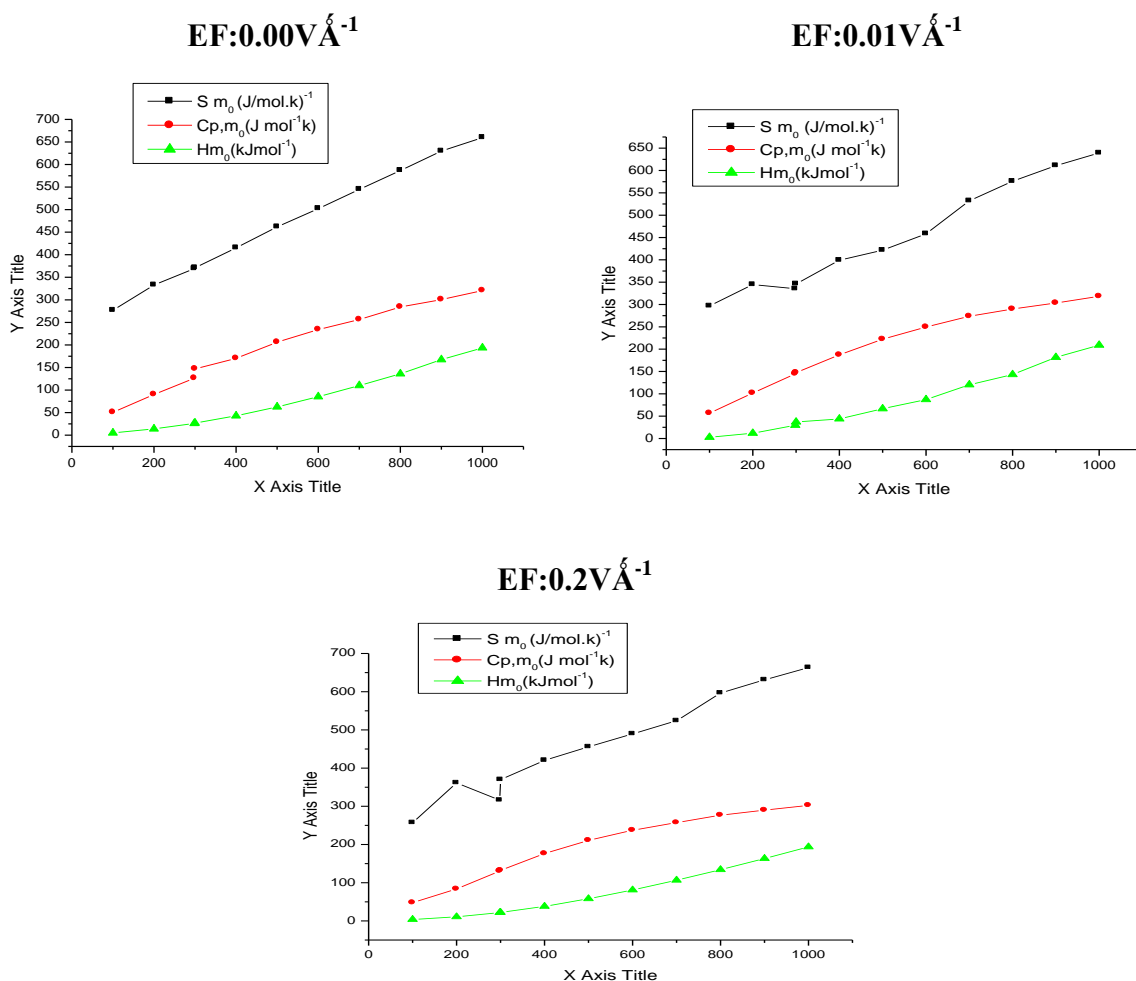 EF:0.00VǺ⁻¹
S m₀ (J/mol.k)⁻¹
Cp,m₀(J mol⁻¹k)
Hm₀(kJmol⁻¹)
700
650
600
550
500
450
400
350
300
250
200
150
100
50
0
Y Axis Title
0 200 400 600 800 1000
X Axis Title
EF:0.01VǺ⁻¹
S m₀ (J/mol.k)⁻¹
Cp,m₀(J mol⁻¹k)
Hm₀(kJmol⁻¹)
650
600
550
500
450
400
350
300
250
200
150
100
50
0
Y Axis Title
0 200 400 600 800 1000
X Axis Title
EF:0.2VǺ⁻¹
S m₀ (J/mol.k)⁻¹
Cp,m₀(J mol⁻¹k)
Hm₀(kJmol⁻¹)
700
600
500
400
300
200
100
0
Y Axis Title
0 200 400 600 800 1000
X Axis Title